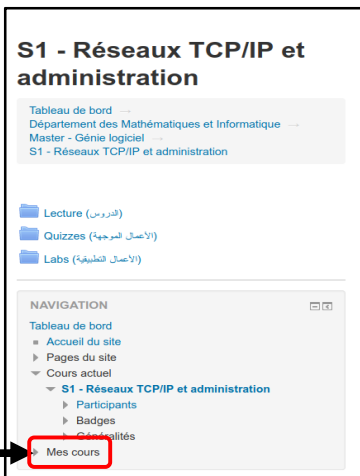 S1 - Réseaux TCP/IP et
administration
Tableau de bord →
Département des Mathématiques et Informatique →
Master - Génie logiciel →
S1 - Réseaux TCP/IP et administration
Lecture (الدروس)
Quizzes (الأعمال الموجهة)
Labs (الأعمال التطبيقية)
NAVIGATION
Tableau de bord
Accueil du site
Pages du site
Cours actuel
S1 - Réseaux TCP/IP et administration
Participants
Badges
Généralités
Mes cours